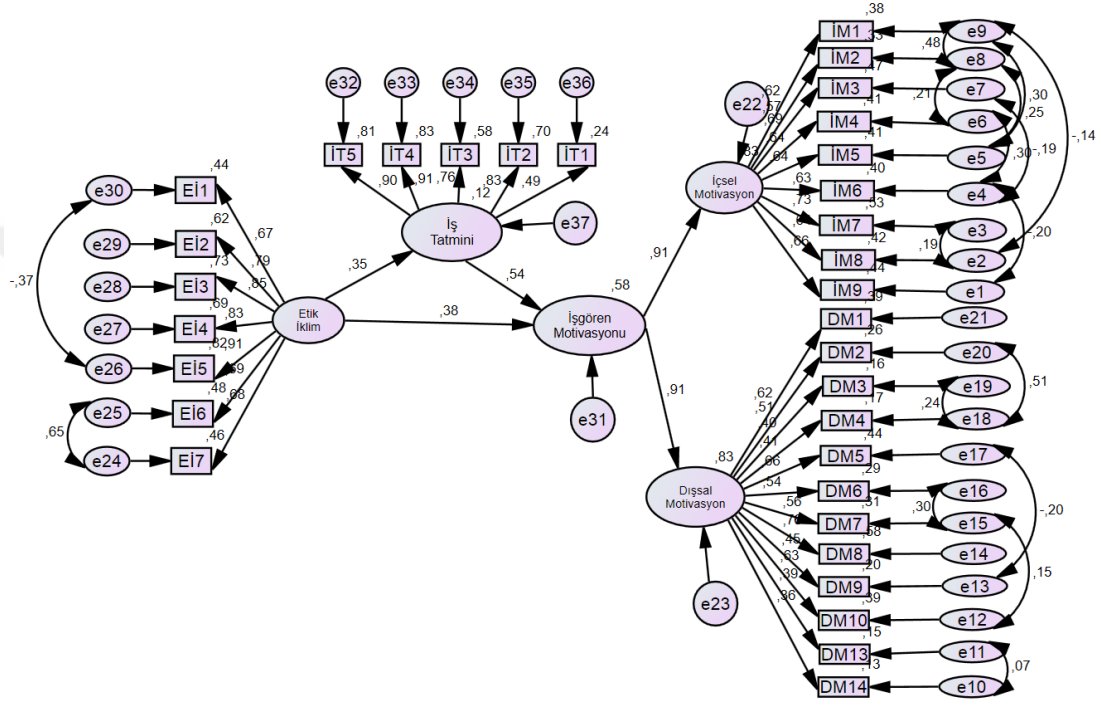 e32
e33
e34
e35
e36
,81
,83
,58
,70
,24
İT5
İT4
İT3
İT2
İT1
,90
,91
,76
,83
,49
,12
İş
Tatmini
e37
,44
e30
Eİ1
,62
e29
Eİ2
,73
e28
Eİ3
,69
e27
Eİ4
e26
Eİ5
,48
e25
Eİ6
,46
e24
Eİ7
-,37
,65
,67
,79
,85
,83
,68
Etik
İklim
,35
,38
,54
,58
İşgören
Motivasyonu
e31
,91
,91
e22
İçsel
Motivasyon
,83
,62
,57
,69
,64
,64
,63
,73
,66
,38
İM1
e9
İM2
e8
,47
İM3
e7
,41
İM4
e6
,41
İM5
e5
,40
İM6
e4
,53
İM7
e3
,42
İM8
e2
,44
İM9
e1
,48
,21
,30
,25
-,19
-,14
,30
,19
-,20
,39
DM1
e21
,26
DM2
e20
,16
DM3
e19
,17
DM4
e18
,44
DM5
e17
,29
DM6
e16
,31
DM7
e15
,58
DM8
e14
,20
DM9
e13
,39
DM10
e12
,15
DM13
e11
,13
DM14
e10
,51
,24
-,20
,30
,15
,07
,83
Dışsal
Motivasyon
e23
,62
,51
,40
,41
,66
,54
,56
,76
,45
,63
,39
,36